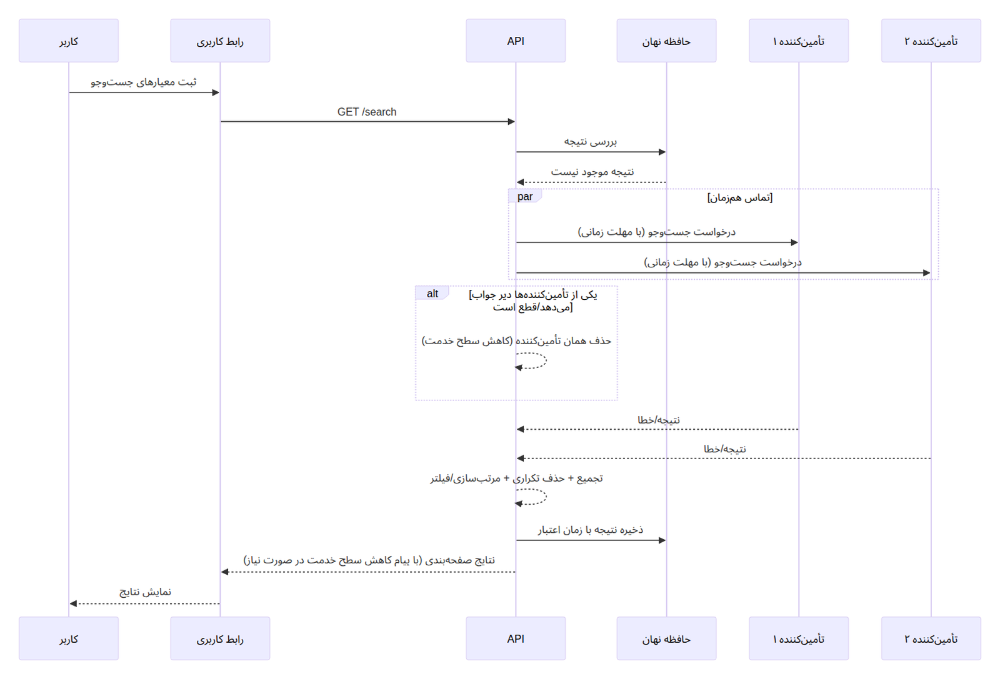 کاربر
رابط کاربری
API
حافظه نهان
تأمین‌کننده ۱
تأمین‌کننده ۲
ثبت معیارهای جست‌وجو
GET /search
بررسی نتیجه
نتیجه موجود نیست
par
[تماس هم‌زمان]
درخواست جست‌وجو (با مهلت زمانی)
درخواست جست‌وجو (با مهلت زمانی)
alt
[یکی از تأمین‌کننده‌ها دیر جواب
می‌دهد/قطع است]
حذف همان تأمین‌کننده (کاهش سطح خدمت)
نتیجه/خطا
نتیجه/خطا
تجمیع + حذف تکراری + مرتب‌سازی/فیلتر
ذخیره نتیجه با زمان اعتبار
نتایج صفحه‌بندی (با پیام کاهش سطح خدمت در صورت نیاز)
نمایش نتایج
کاربر
رابط کاربری
API
حافظه نهان
تأمین‌کننده ۱
تأمین‌کننده ۲